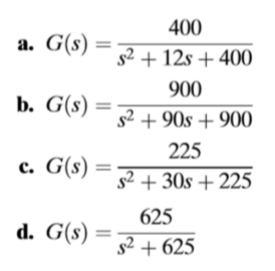 a. G(s) = 400 / (s² + 12s + 400)
b. G(s) = 900 / (s² + 90s + 900)
c. G(s) = 225 / (s² + 30s + 225)
d. G(s) = 625 / (s² + 625)